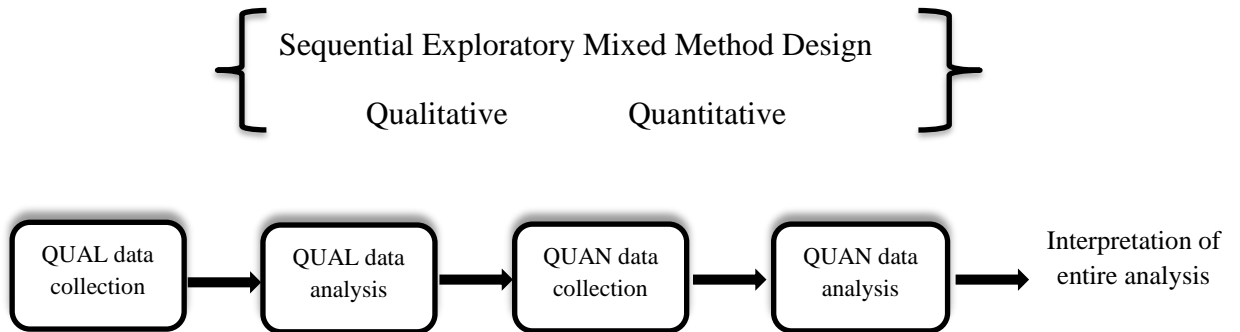 Sequential Exploratory Mixed Method Design
Qualitative Quantitative
QUAL data
collection
QUAL data
analysis
QUAN data
collection
QUAN data
analysis
Interpretation of
entire analysis